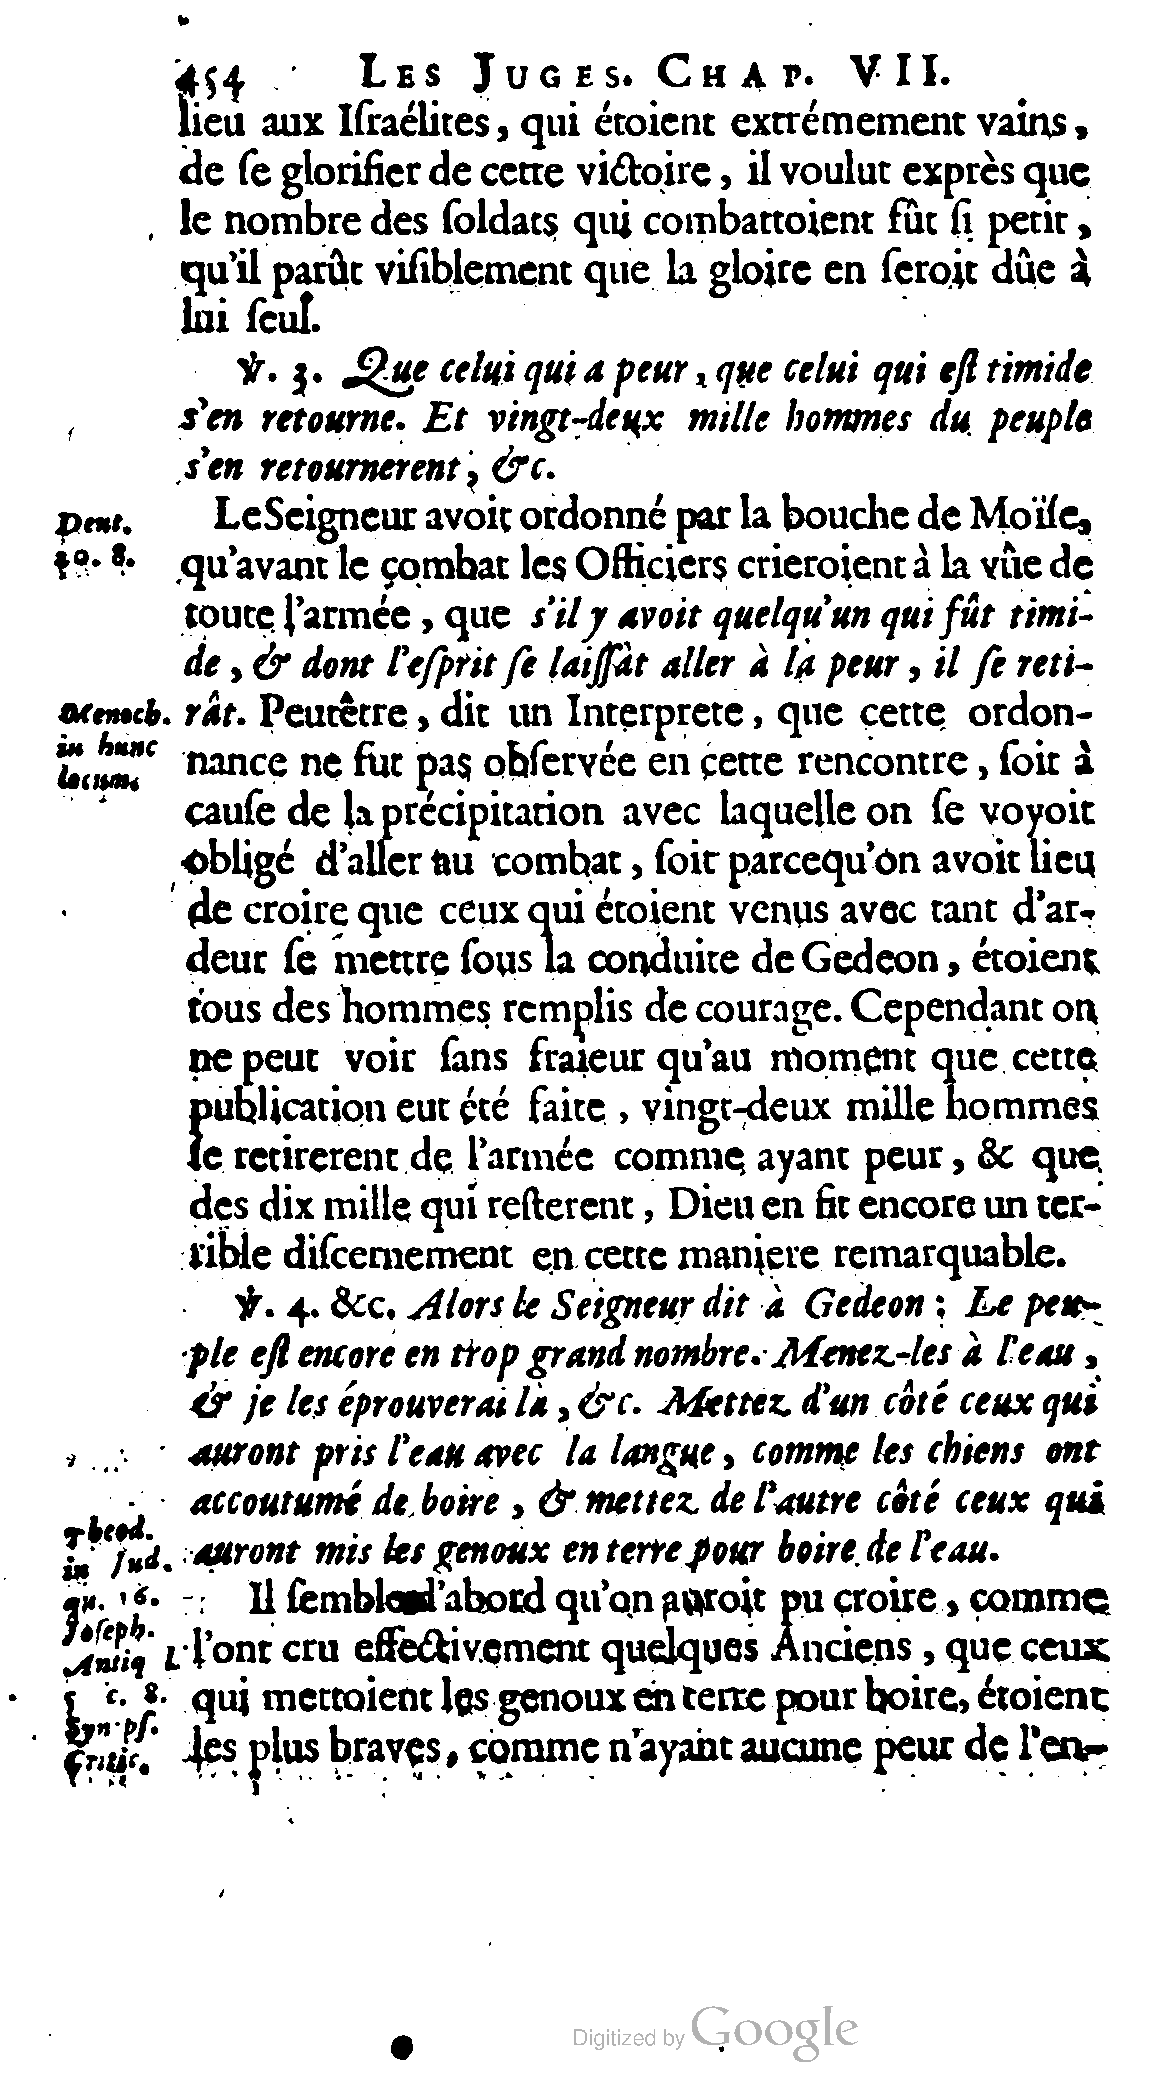 454 LES JUGES. CHAP. VII.
lieu aux Iſraélites, qui étoient extrémement vains,
de ſe glorifier de cette victoire, il voulut exprès que
le nombre des ſoldats qui combattoient fût ſi petit,
qu'il parût viſiblement que la gloire en ſeroit dûe à
lui ſeul.
℣. 3. Que celui qui a peur, que celui qui eſt timide
s'en retourne. Et vingt-deux mille hommes du peuple
s'en retournerent, &c.
Deut.
20. 8.
Le Seigneur avoit ordonné par la bouche de Moïſe,
qu'avant le combat les Officiers crieroient à la vûe de
toute l'armée, que s'il y avoit quelqu'un qui fût timi-
de, & dont l'eſprit ſe laiſſât aller à la peur, il ſe reti-
Menoch.
in hunc
locum.
rât. Peutêtre, dit un Interprete, que cette ordon-
nance ne fut pas obſervée en cette rencontre, ſoit à
cauſe de la précipitation avec laquelle on ſe voyoit
obligé d'aller au combat, ſoit parcequ'on avoit lieu
de croire que ceux qui étoient venus avec tant d'ar-
deur ſe mettre ſous la conduite de Gedeon, étoient
tous des hommes remplis de courage. Cependant on
ne peut voir ſans fraieur qu'au moment que cette
publication eut été faite, vingt-deux mille hommes
ſe retirerent de l'armée comme ayant peur, & que
des dix mille qui reſterent, Dieu en fit encore un ter-
rible diſcernement en cette maniere remarquable.
℣. 4. &c. Alors le Seigneur dit à Gedeon : Le peu-
ple eſt encore en trop grand nombre. Menez-les à l'eau,
& je les éprouverai là, &c. Mettez d'un côté ceux qui
auront pris l'eau avec la langue, comme les chiens ont
accoutumé de boire, & mettez de l'autre côté ceux qui
auront mis les genoux en terre pour boire de l'eau.
Theod.
in Jud.
qu. 16.
Joſeph.
Antiq l.
5 c. 8.
Synopſ.
Critic.
Il ſemble d'abord qu'on auroit pu croire, comme
l'ont cru effectivement quelques Anciens, que ceux
qui mettoient les genoux en terre pour boire, étoient
les plus braves, comme n'ayant aucune peur de l'en-
Digitized by Google